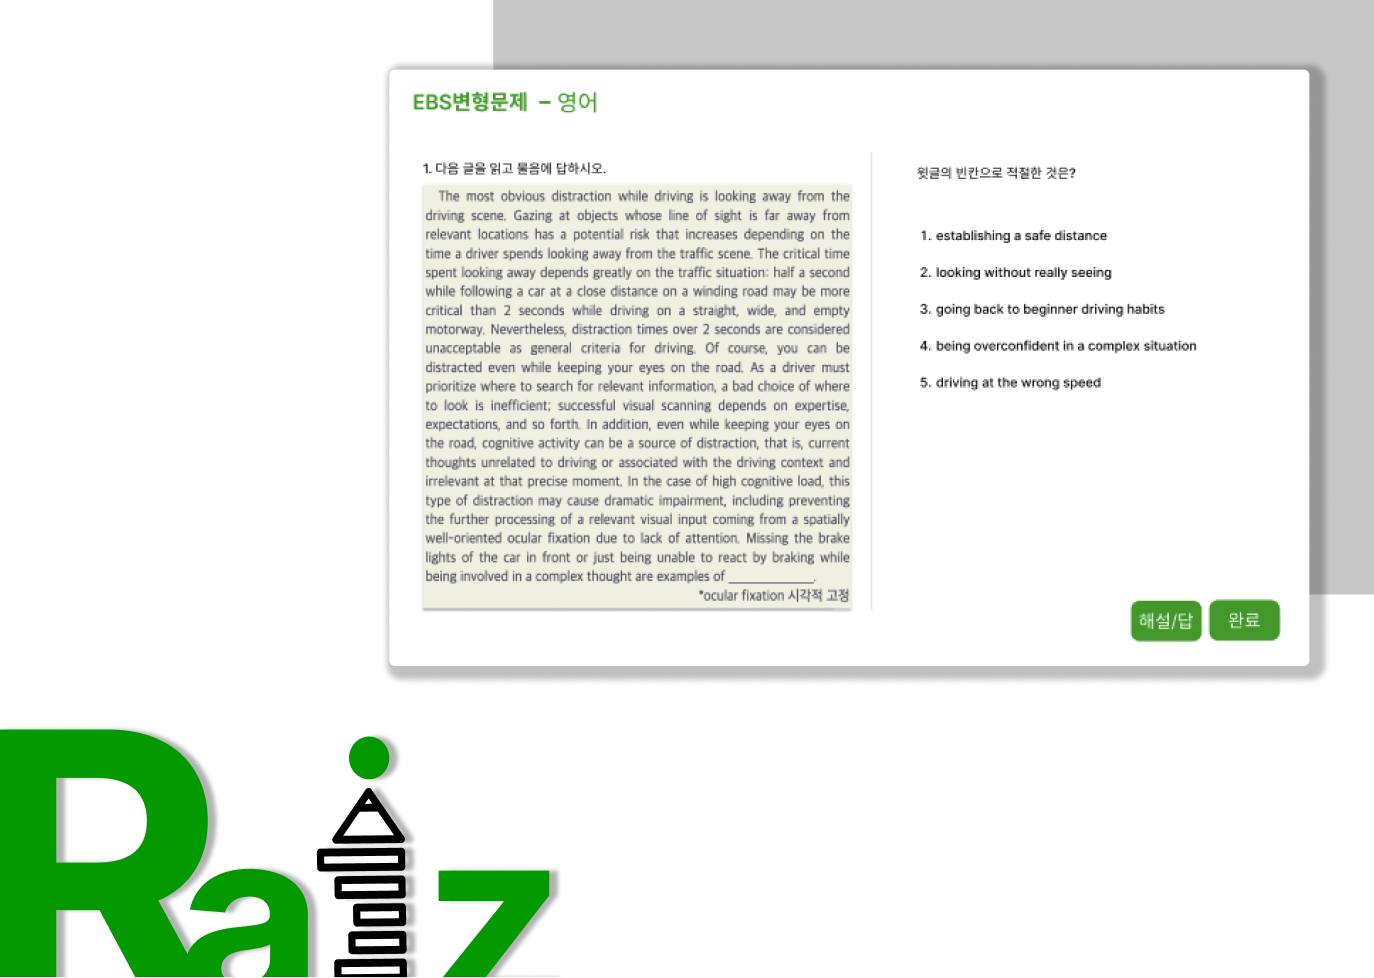 EBS변형문제 – 영어
1. 다음 글을 읽고 물음에 답하시오.
The most obvious distraction while driving is looking away from the
driving scene. Gazing at objects whose line of sight is far away from
relevant locations has a potential risk that increases depending on the
time a driver spends looking away from the traffic scene. The critical time
spent looking away depends greatly on the traffic situation: half a second
while following a car at a close distance on a winding road may be more
critical than 2 seconds while driving on a straight, wide, and empty
motorway. Nevertheless, distraction times over 2 seconds are considered
unacceptable as general criteria for driving. Of course, you can be
distracted even while keeping your eyes on the road. As a driver must
prioritize where to search for relevant information, a bad choice of where
to look is inefficient; successful visual scanning depends on expertise,
expectations, and so forth. In addition, even while keeping your eyes on
the road, cognitive activity can be a source of distraction, that is, current
thoughts unrelated to driving or associated with the driving context and
irrelevant at that precise moment. In the case of high cognitive load, this
type of distraction may cause dramatic impairment, including preventing
the further processing of a relevant visual input coming from a spatially
well-oriented ocular fixation due to lack of attention. Missing the brake
lights of the car in front or just being unable to react by braking while
being involved in a complex thought are examples of ____________.
*ocular fixation 시각적 고정
윗글의 빈칸으로 적절한 것은?
1. establishing a safe distance
2. looking without really seeing
3. going back to beginner driving habits
4. being overconfident in a complex situation
5. driving at the wrong speed
해설/답
완료
Raiz